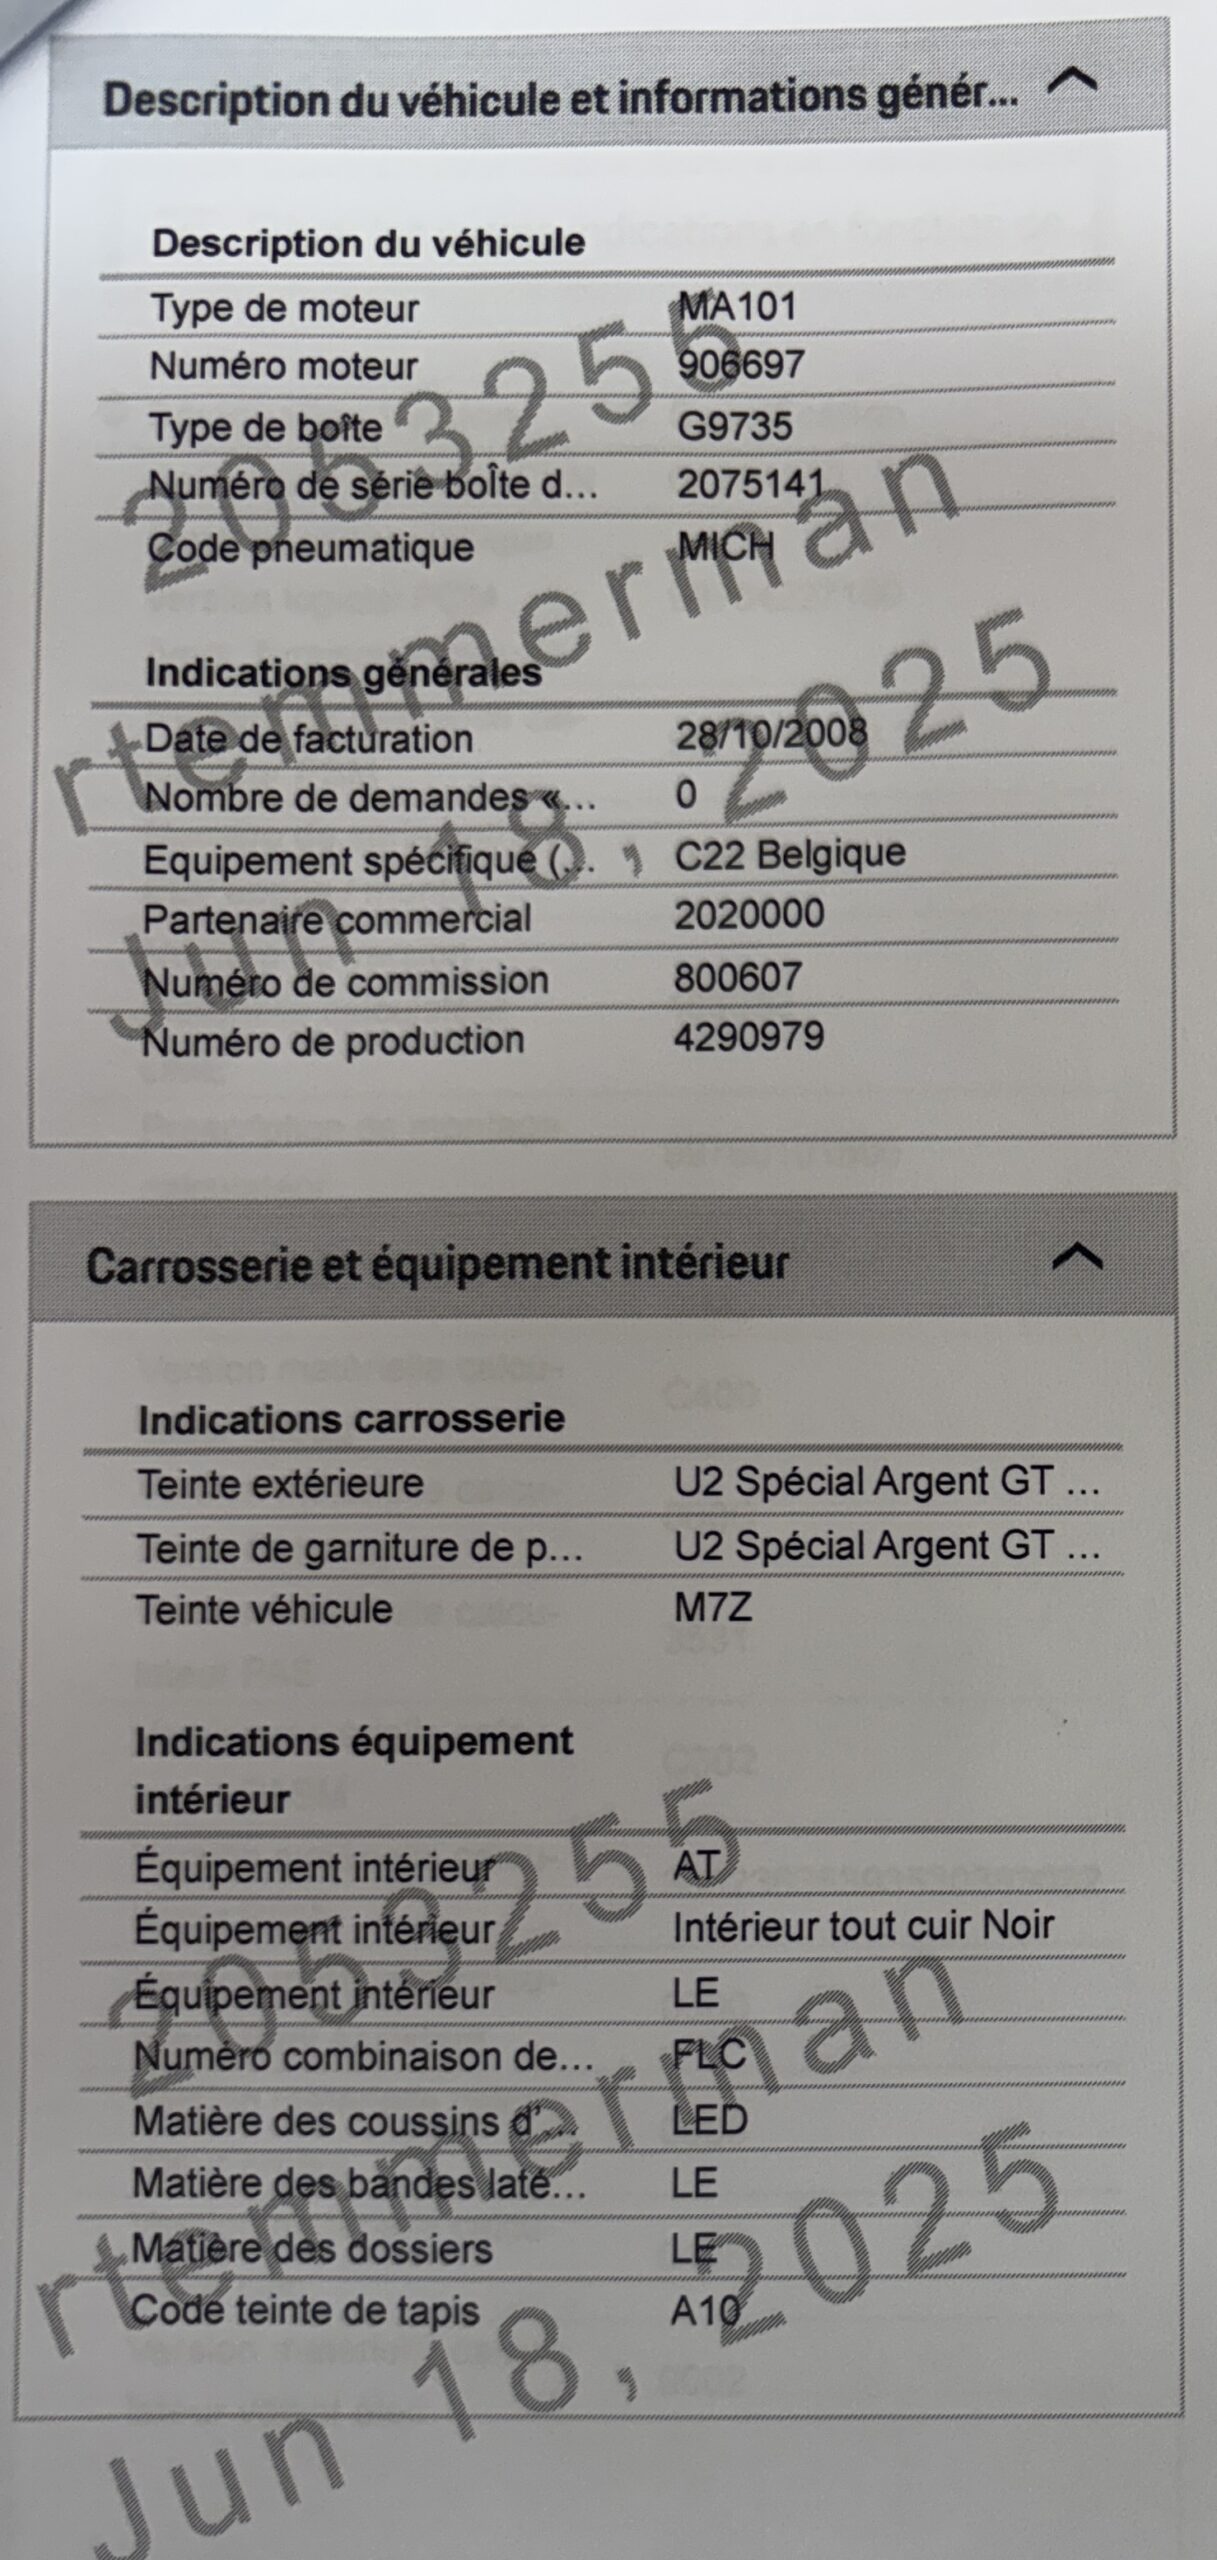 Description du véhicule et informations génér...
Description du véhicule
Type de moteur MA101
Numéro moteur 906697
Type de boîte G9735
Numéro de série boîte d... 2075141
Code pneumatique MICH
Indications générales
Date de facturation 28/10/2008
Nombre de demandes «... 0
Equipement spécifique (... C22 Belgique
Partenaire commercial 2020000
Numéro de commission 800607
Numéro de production 4290979
2053255
rtemmerman
Jun 18, 2025
Carrosserie et équipement intérieur
Indications carrosserie
Teinte extérieure U2 Spécial Argent GT ...
Teinte de garniture de p... U2 Spécial Argent GT ...
Teinte véhicule M7Z
Indications équipement
intérieur
Équipement intérieur AT
Équipement intérieur Intérieur tout cuir Noir
Équipement intérieur LE
Numéro combinaison de... FLC
Matière des coussins d'... LED
Matière des bandes laté... LE
Matière des dossiers LE
Code teinte de tapis A10
2053255
rtemmerman
Jun 18, 2025